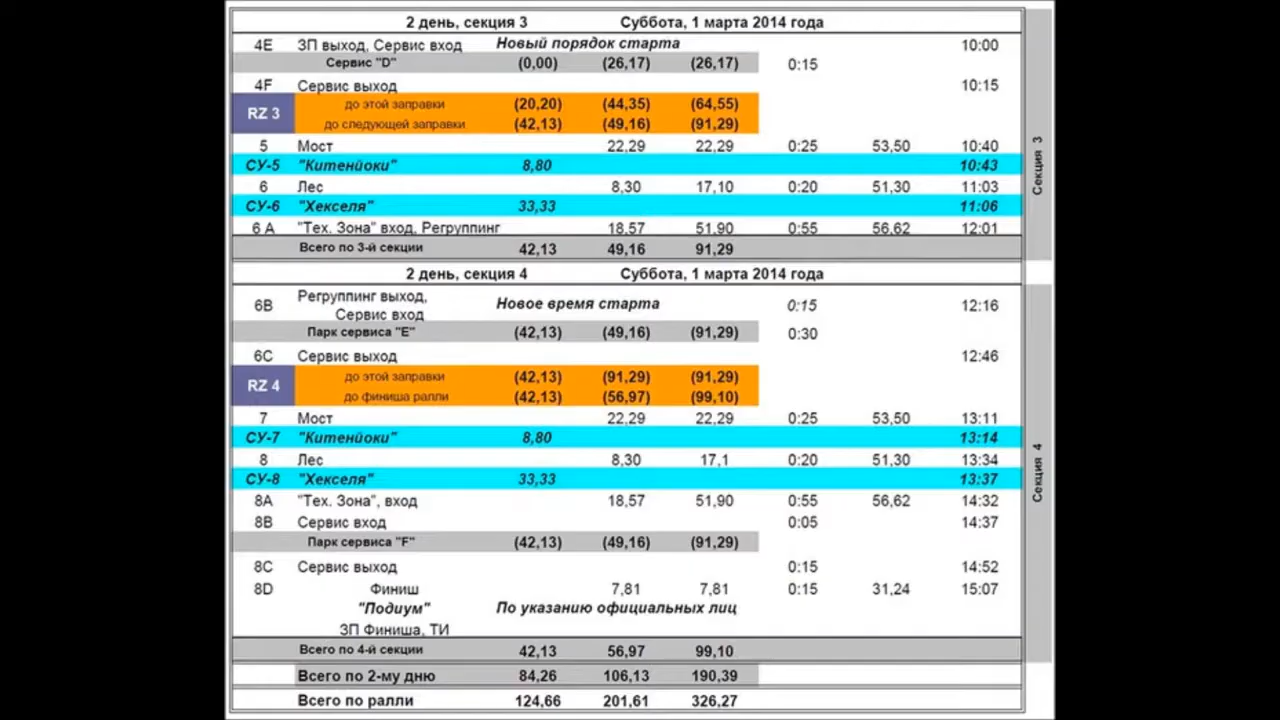 2 день, секция 3 Суббота, 1 марта 2014 года
4E ЗП выход, Сервис вход Новый порядок старта 10:00
Сервис "D" (0,00) (26,17) (26,17) 0:15
4F Сервис выход 10:15
RZ 3 до этой заправки (20,20) (44,35) (64,55)
до следующей заправки (42,13) (49,16) (91,29)
5 Мост 22,29 22,29 0:25 53,50 10:40
СУ-5 "Китенйоки" 8,80 10:43
6 Лес 8,30 17,10 0:20 51,30 11:03
СУ-6 "Хекселя" 33,33 11:06
6 А "Тех. Зона" вход, Регруппинг 18,57 51,90 0:55 56,62 12:01
Всего по 3-й секции 42,13 49,16 91,29
Секция 3
2 день, секция 4 Суббота, 1 марта 2014 года
6B Регруппинг выход, Новое время старта 0:15 12:16
Сервис вход
Парк сервиса "E" (42,13) (49,16) (91,29) 0:30
6C Сервис выход 12:46
RZ 4 до этой заправки (42,13) (91,29) (91,29)
до финиша ралли (42,13) (56,97) (99,10)
7 Мост 22,29 22,29 0:25 53,50 13:11
СУ-7 "Китенйоки" 8,80 13:14
8 Лес 8,30 17,1 0:20 51,30 13:34
СУ-8 "Хекселя" 33,33 13:37
8A "Тех. Зона", вход 18,57 51,90 0:55 56,62 14:32
8B Сервис вход 0:05 14:37
Парк сервиса "F" (42,13) (49,16) (91,29)
8C Сервис выход 0:15 14:52
8D Финиш 7,81 7,81 0:15 31,24 15:07
"Подиум" По указанию официальных лиц
ЗП Финиша, ТИ
Всего по 4-й секции 42,13 56,97 99,10
Секция 4
Всего по 2-му дню 84,26 106,13 190,39
Всего по ралли 124,66 201,61 326,27